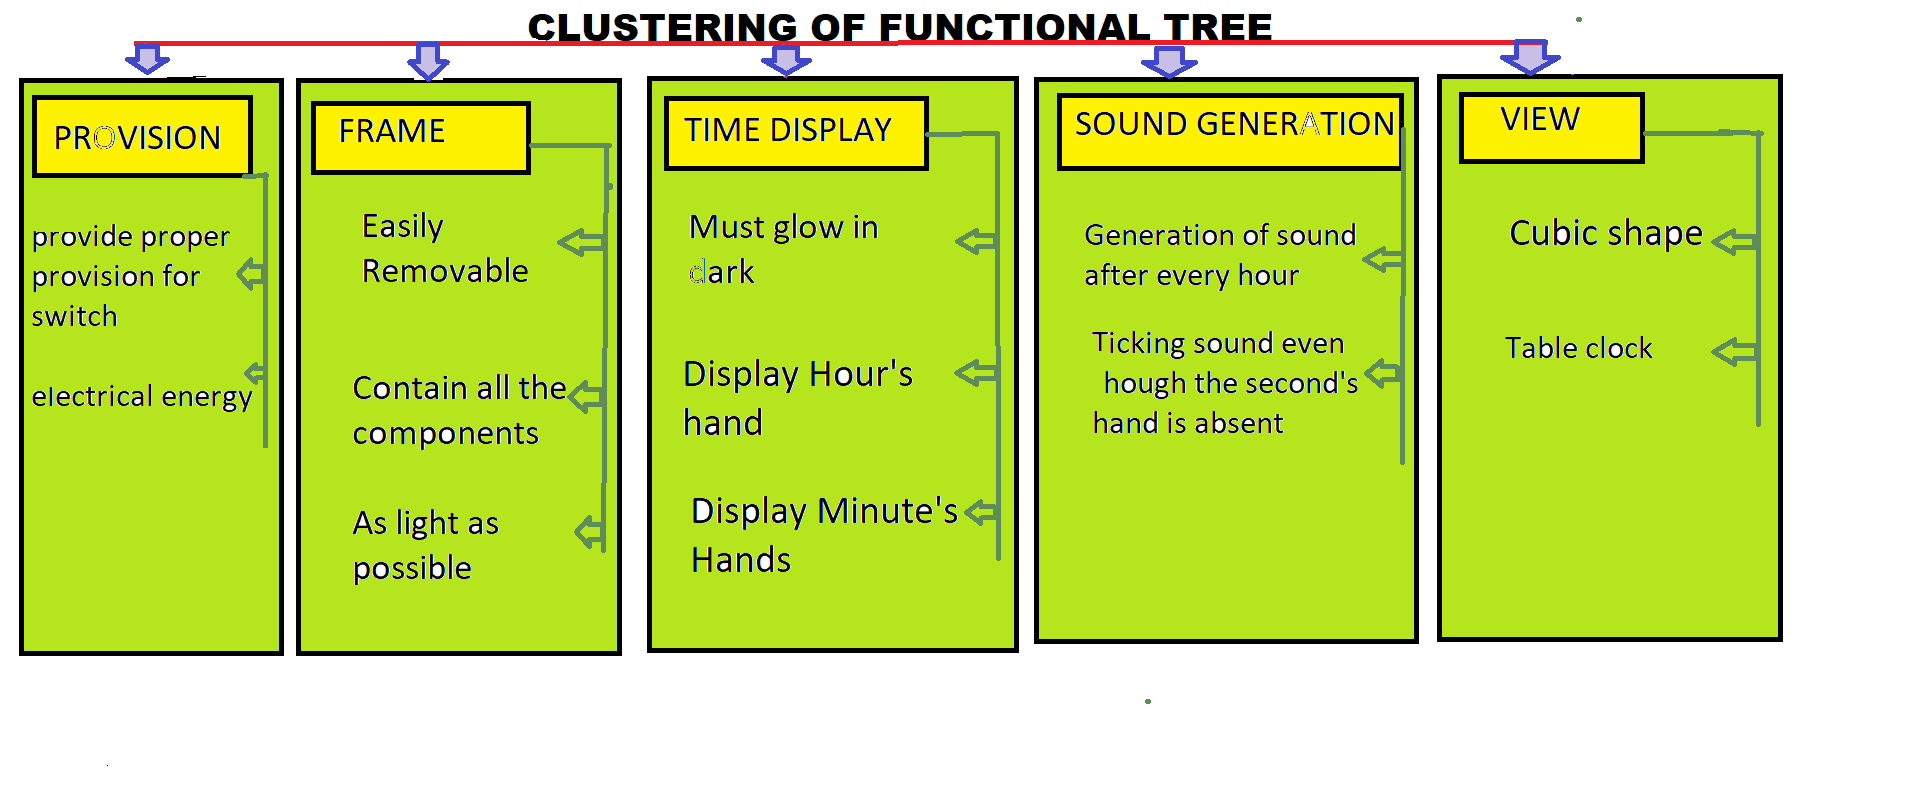 CLUSTERING OF FUNCTIONAL TREE
PROVISION
provide proper
provision for
switch
electrical energy
FRAME
Easily
Removable
Contain all the
components
As light as
possible
TIME DISPLAY
Must glow in
dark
Display Hour's
hand
Display Minute's
Hands
SOUND GENERATION
Generation of sound
after every hour
Ticking sound even
hough the second's
hand is absent
VIEW
Cubic shape
Table clock